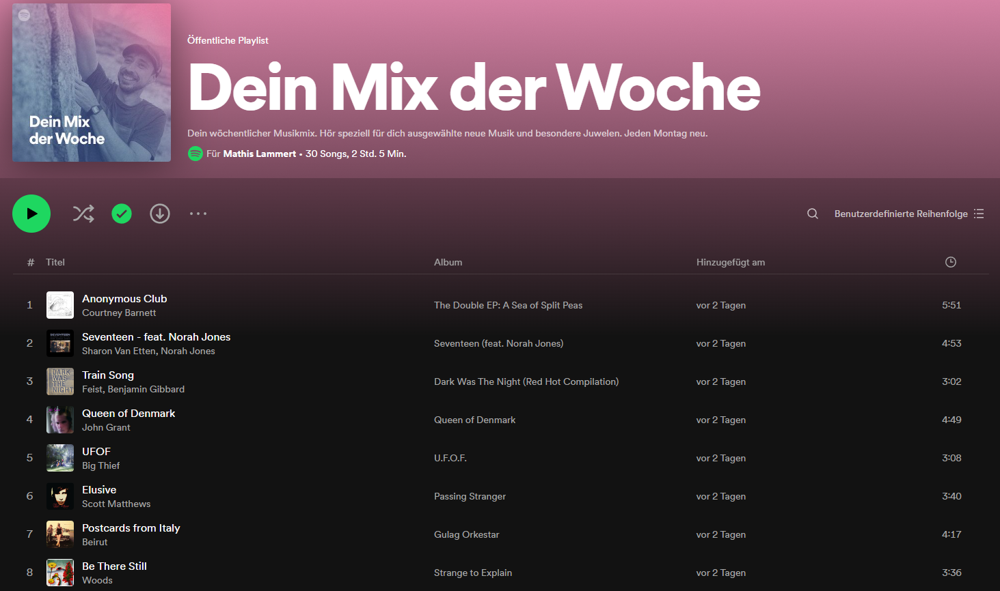 Öffentliche Playlist
Dein Mix der Woche
Dein Mix
der Woche
Dein wöchentlicher Musikmix. Hör speziell für dich ausgewählte neue Musik und besondere Juwelen. Jeden Montag neu.
Für Mathis Lammert • 30 Songs, 2 Std. 5 Min.
Benutzerdefinierte Reihenfolge
# Titel Album Hinzugefügt am
1 Anonymous Club The Double EP: A Sea of Split Peas vor 2 Tagen 5:51
Courtney Barnett
2 Seventeen - feat. Norah Jones Seventeen (feat. Norah Jones) vor 2 Tagen 4:53
Sharon Van Etten, Norah Jones
SEVENTEEN
3 Train Song Dark Was The Night (Red Hot Compilation) vor 2 Tagen 3:02
Feist, Benjamin Gibbard
DARK
WAS
THE
NIGHT
4 Queen of Denmark Queen of Denmark vor 2 Tagen 4:49
John Grant
5 UFOF U.F.O.F. vor 2 Tagen 3:08
Big Thief
6 Elusive Passing Stranger vor 2 Tagen 3:40
Scott Matthews
7 Postcards from Italy Gulag Orkestar vor 2 Tagen 4:17
Beirut
8 Be There Still Strange to Explain vor 2 Tagen 3:36
Woods